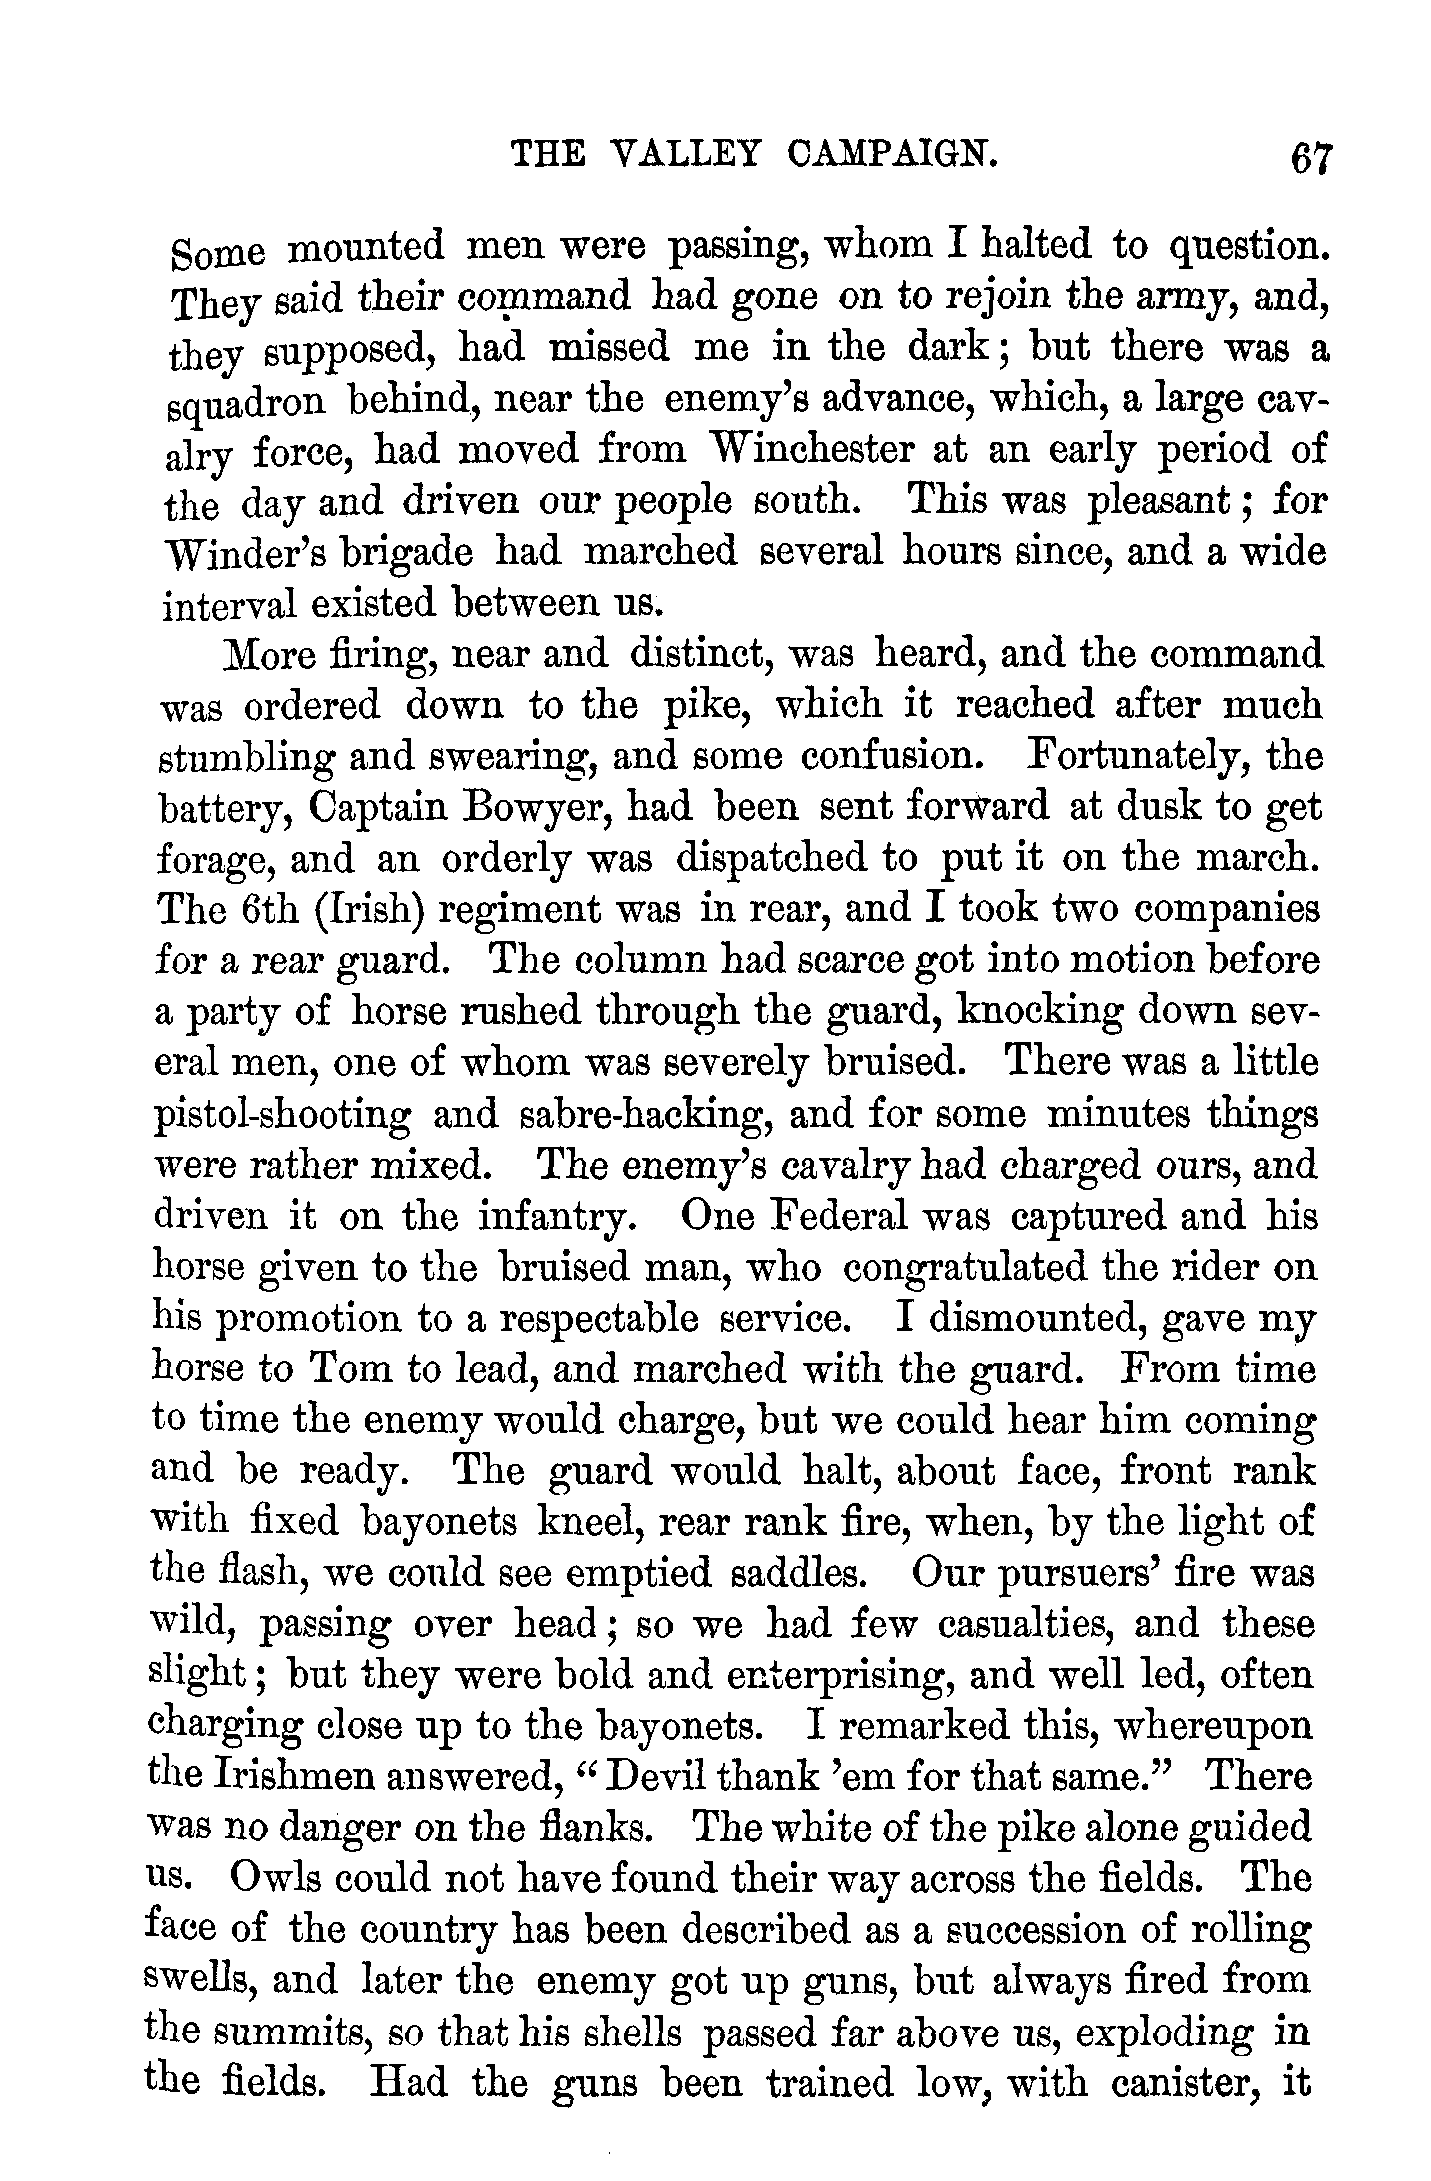 THE VALLEY CAMPAIGN. 67
Some mounted men were passing, whom I halted to question.
They said their command had gone on to rejoin the army, and,
they supposed, had missed me in the dark; but there was a
squadron behind, near the enemy's advance, which, a large cav-
alry force, had moved from Winchester at an early period of
the day and driven our people south. This was pleasant; for
Winder's brigade had marched several hours since, and a wide
interval existed between us.
More firing, near and distinct, was heard, and the command
was ordered down to the pike, which it reached after much
stumbling and swearing, and some confusion. Fortunately, the
battery, Captain Bowyer, had been sent forward at dusk to get
forage, and an orderly was dispatched to put it on the march.
The 6th (Irish) regiment was in rear, and I took two companies
for a rear guard. The column had scarce got into motion before
a party of horse rushed through the guard, knocking down sev-
eral men, one of whom was severely bruised. There was a little
pistol-shooting and sabre-hacking, and for some minutes things
were rather mixed. The enemy's cavalry had charged ours, and
driven it on the infantry. One Federal was captured and his
horse given to the bruised man, who congratulated the rider on
his promotion to a respectable service. I dismounted, gave my
horse to Tom to lead, and marched with the guard. From time
to time the enemy would charge, but we could hear him coming
and be ready. The guard would halt, about face, front rank
with fixed bayonets kneel, rear rank fire, when, by the light of
the flash, we could see emptied saddles. Our pursuers' fire was
wild, passing over head; so we had few casualties, and these
slight; but they were bold and enterprising, and well led, often
charging close up to the bayonets. I remarked this, whereupon
the Irishmen answered, "Devil thank 'em for that same." There
was no danger on the flanks. The white of the pike alone guided
us. Owls could not have found their way across the fields. The
face of the country has been described as a succession of rolling
swells, and later the enemy got up guns, but always fired from
the summits, so that his shells passed far above us, exploding in
the fields. Had the guns been trained low, with canister, it